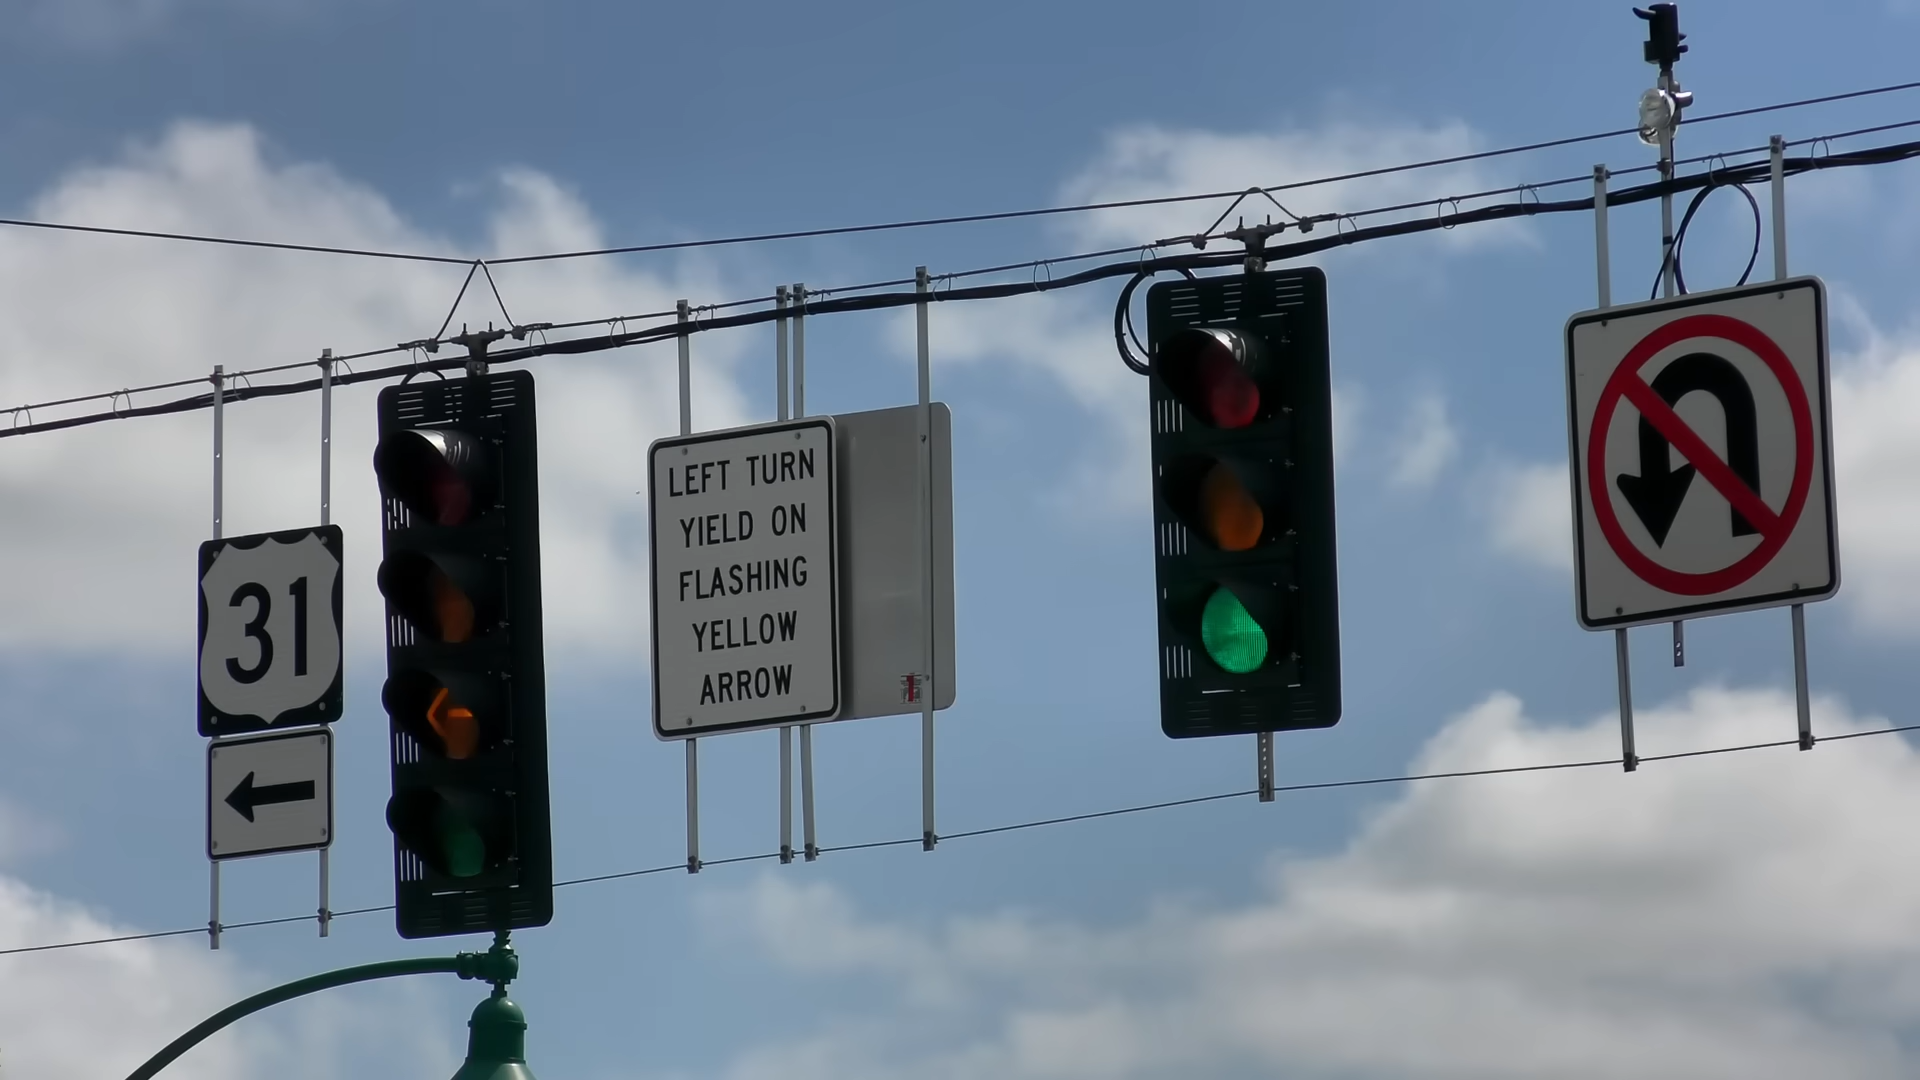 31
LEFT TURN
YIELD ON
FLASHING
YELLOW
ARROW